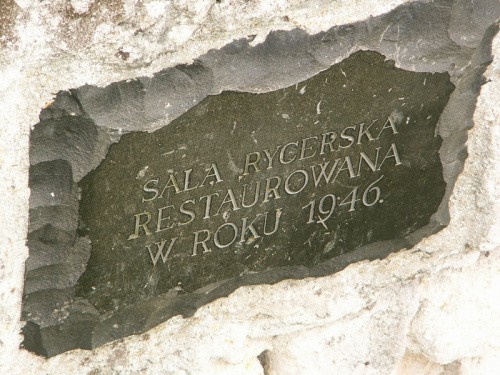 SALA RYCERSKA
RESTAUROWANA
W ROKU 1946.